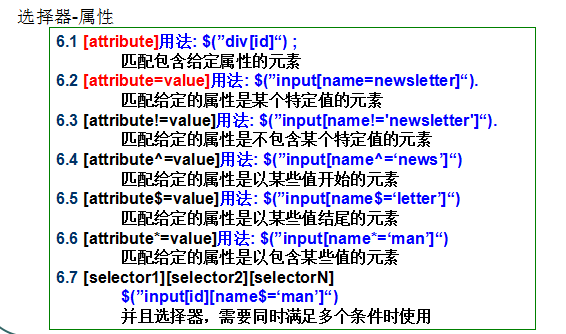 选择器-属性
6.1 [attribute]用法: $(”div[id]“) ;
匹配包含给定属性的元素
6.2 [attribute=value]用法: $(”input[name=newsletter]“).
匹配给定的属性是某个特定值的元素
6.3 [attribute!=value]用法: $(”input[name!='newsletter']“).
匹配给定的属性是不包含某个特定值的元素
6.4 [attribute^=value]用法: $(”input[name^=‘news’]“)
匹配给定的属性是以某些值开始的元素
6.5 [attribute$=value]用法: $(”input[name$=‘letter’]“)
匹配给定的属性是以某些值结尾的元素
6.6 [attribute*=value]用法: $(”input[name*=‘man’]“)
匹配给定的属性是以包含某些值的元素
6.7 [selector1][selector2][selectorN]
$(”input[id][name$=‘man’]“)
并且选择器，需要同时满足多个条件时使用